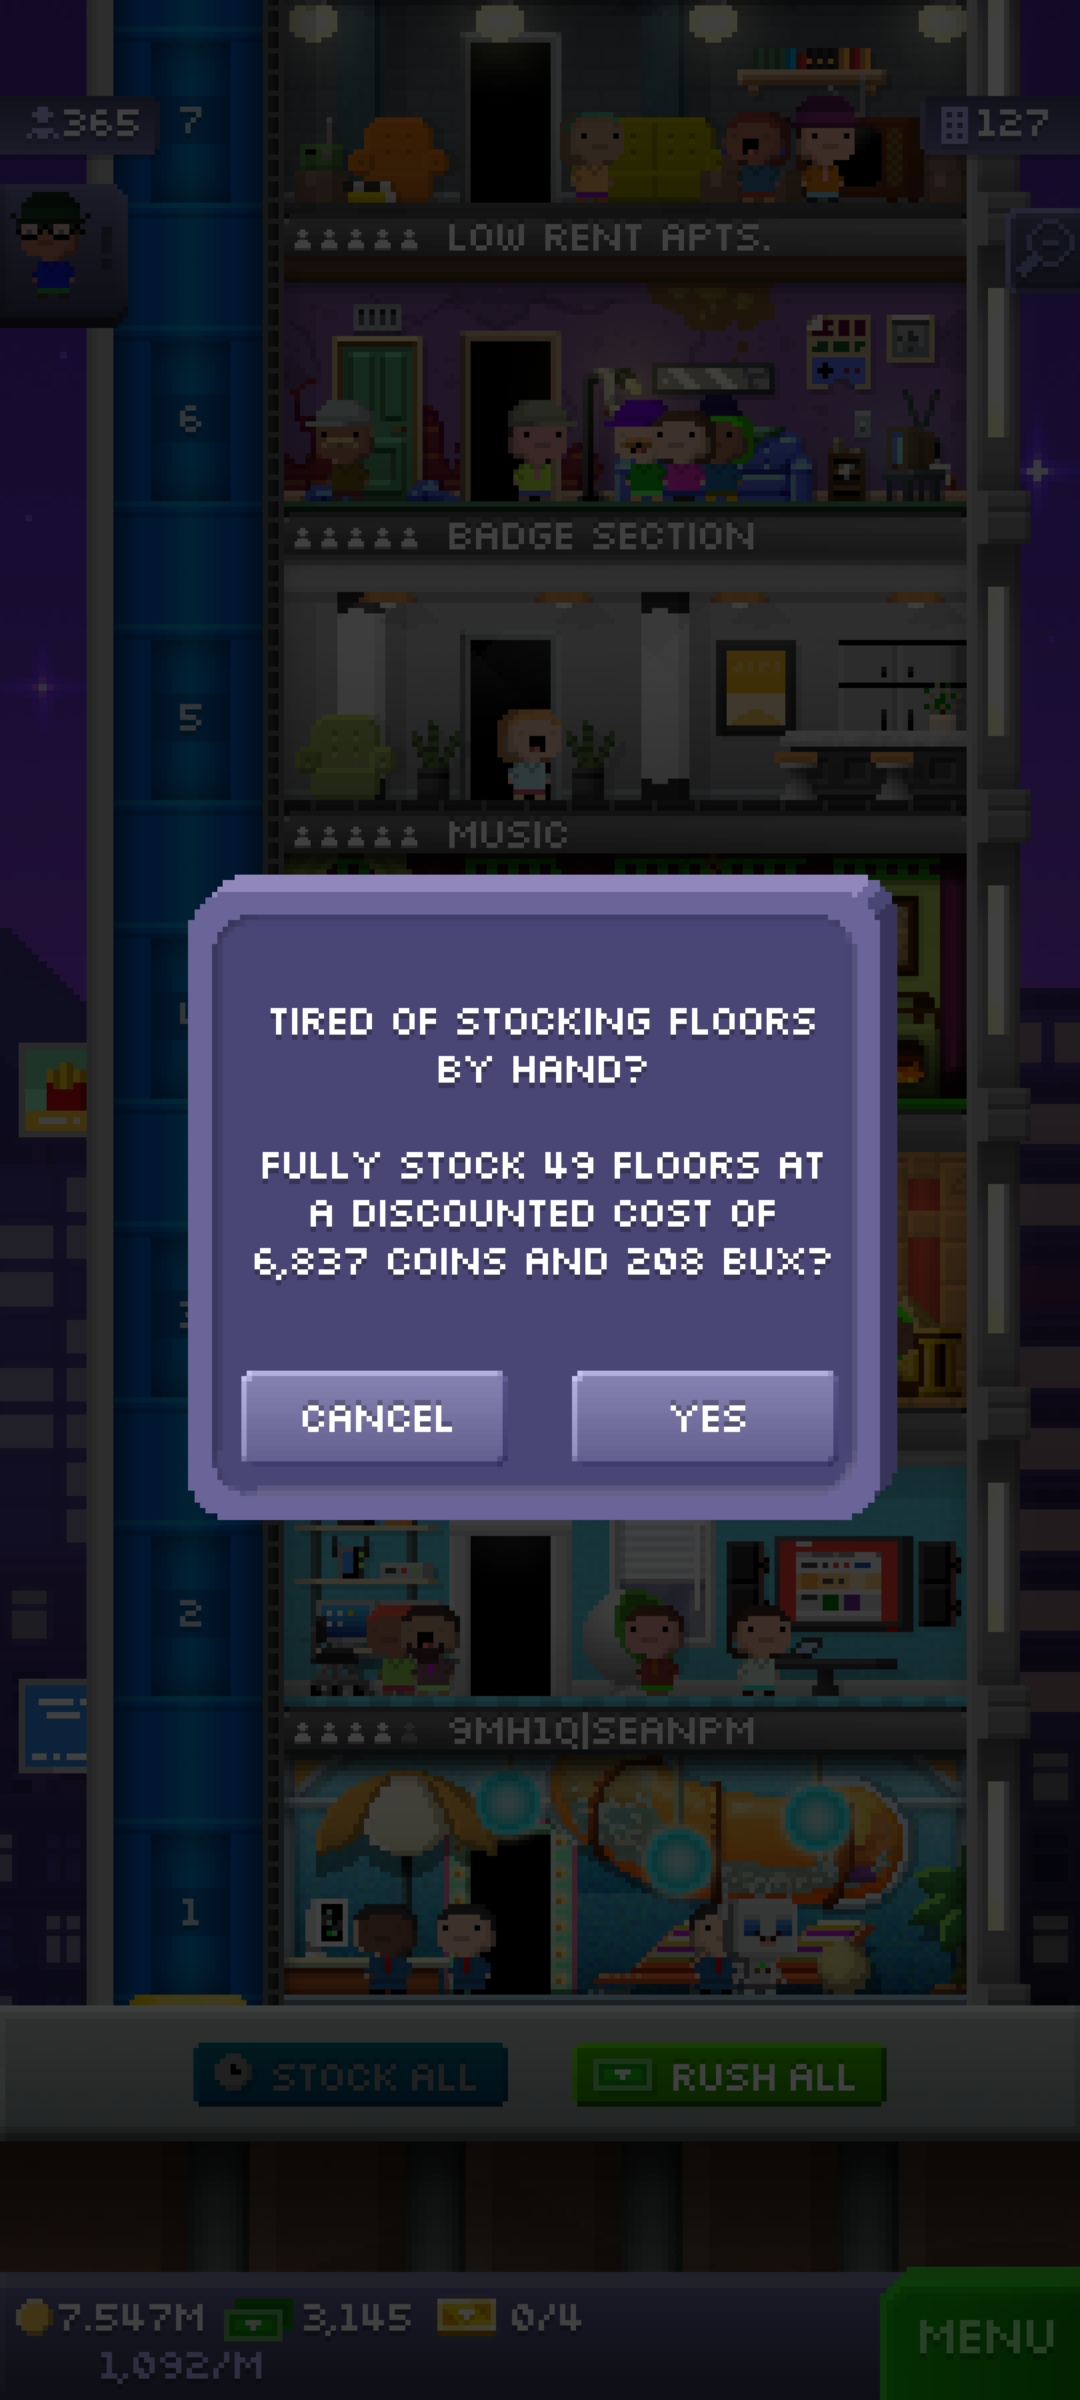 365
7
127
LOW RENT APTS.
6
BADGE SECTION
5
MUSIC
TIRED OF STOCKING FLOORS
BY HAND?
FULLY STOCK 49 FLOORS AT
A DISCOUNTED COST OF
6,837 COINS AND 208 BUX?
CANCEL
YES
2
9MH1Q|SEANPM
1
STOCK ALL
RUSH ALL
7.547M
3,145
0/4
1,092/M
MENU